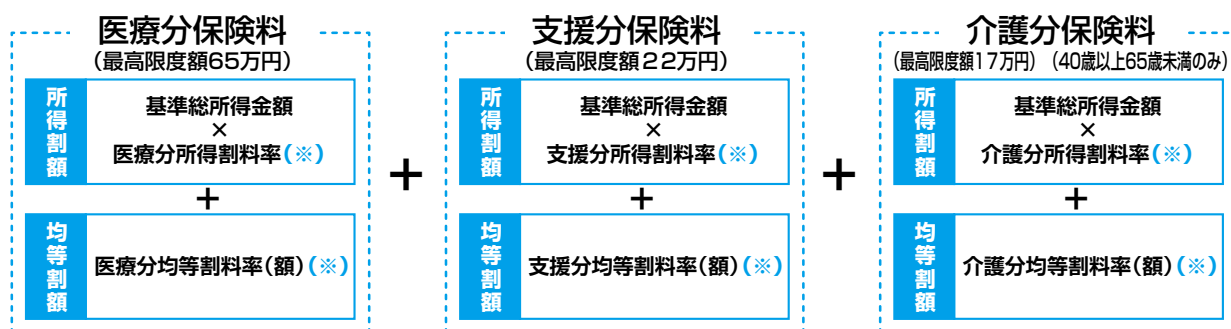 医療分保険料
（最高限度額65万円）
所得割額
基準総所得金額
×
医療分所得割料率（※）
＋
均等割額
医療分均等割料率（額）（※）
＋
支援分保険料
（最高限度額２２万円）
所得割額
基準総所得金額
×
支援分所得割料率（※）
＋
均等割額
支援分均等割料率（額）（※）
＋
介護分保険料
（最高限度額１７万円）（40歳以上65歳未満のみ）
所得割額
基準総所得金額
×
介護分所得割料率（※）
＋
均等割額
介護分均等割料率（額）（※）